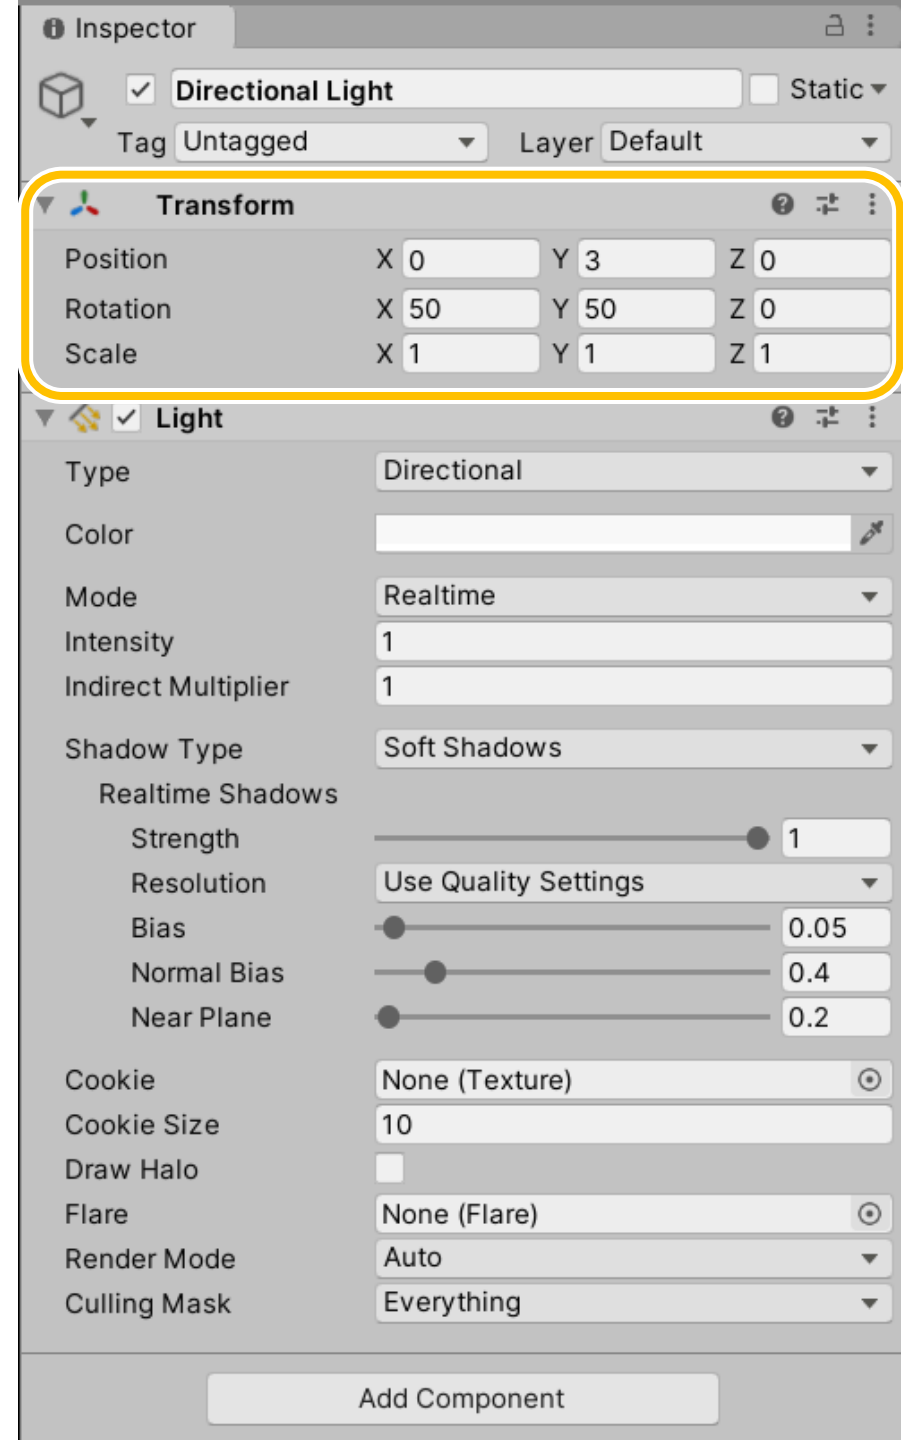 Inspector
Directional Light Static
Tag Untagged Layer Default
Transform
Position X 0 Y 3 Z 0
Rotation X 50 Y 50 Z 0
Scale X 1 Y 1 Z 1
Light
Type Directional
Color
Mode Realtime
Intensity 1
Indirect Multiplier 1
Shadow Type Soft Shadows
Realtime Shadows
Strength 1
Resolution Use Quality Settings
Bias 0.05
Normal Bias 0.4
Near Plane 0.2
Cookie None (Texture)
Cookie Size 10
Draw Halo
Flare None (Flare)
Render Mode Auto
Culling Mask Everything
Add Component